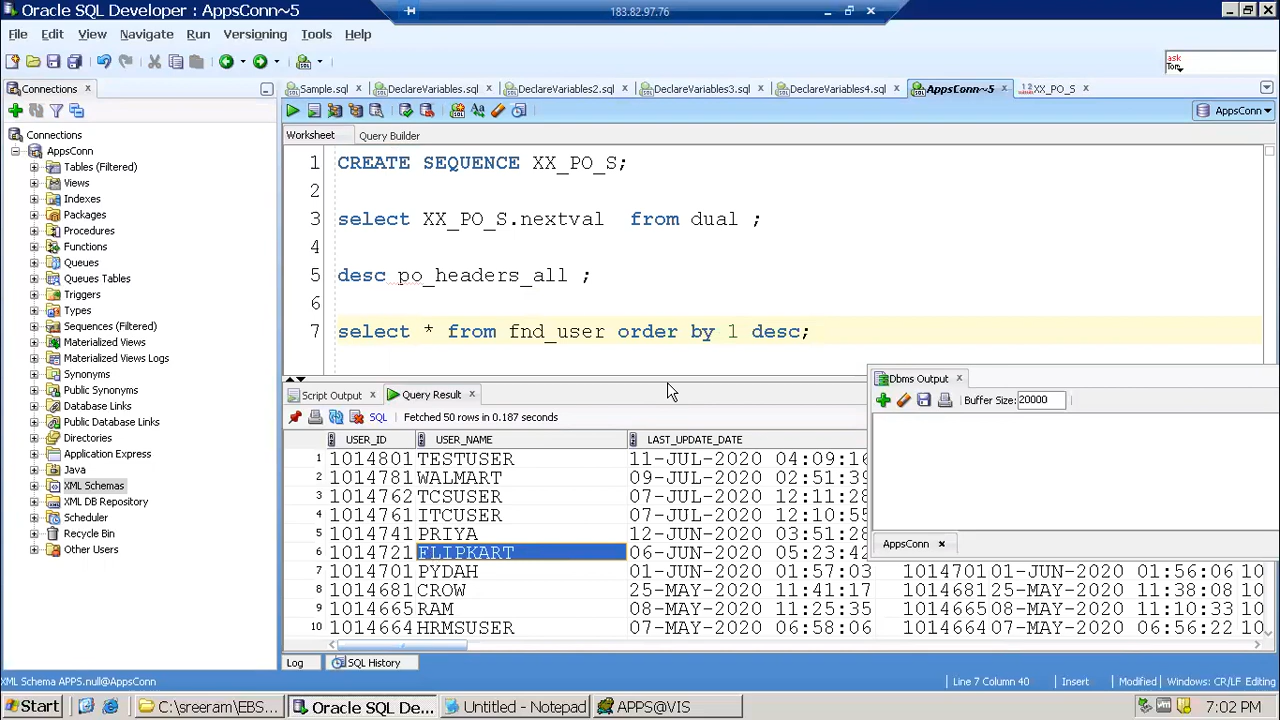 Oracle SQL Developer : AppsConn~5
183.82.97.76
File Edit View Navigate Run Versioning Tools Help
ask
Tom
Connections
Sample.sql DeclareVariables.sql DeclareVariables2.sql DeclareVariables3.sql DeclareVariables4.sql AppsConn~5 XX_PO_S
AppsConn
Worksheet Query Builder
Connections
AppsConn
Tables (Filtered)
Views
Indexes
Packages
Procedures
Functions
Queues
Queues Tables
Triggers
Types
Sequences (Filtered)
Materialized Views
Materialized Views Logs
Synonyms
Public Synonyms
Database Links
Public Database Links
Directories
Application Express
Java
XML Schemas
XML DB Repository
Scheduler
Recycle Bin
Other Users
1 CREATE SEQUENCE XX_PO_S;
2
3 select XX_PO_S.nextval from dual ;
4
5 desc po_headers_all ;
6
7 select * from fnd_user order by 1 desc;
Dbms Output
Buffer Size: 20000
AppsConn
Script Output Query Result
SQL Fetched 50 rows in 0.187 seconds
USER_ID USER_NAME LAST_UPDATE_DATE
1 1014801 TESTUSER 11-JUL-2020 04:09:16
2 1014781 WALMART 09-JUL-2020 02:51:39
3 1014762 TCSUSER 07-JUL-2020 12:11:28
4 1014761 ITCUSER 07-JUL-2020 12:10:55
5 1014741 PRIYA 12-JUN-2020 03:51:28
6 1014721 FLIPKART 06-JUN-2020 05:23:42
7 1014701 PYDAH 01-JUN-2020 01:57:03 1014701 01-JUN-2020 01:56:06 10
8 1014681 CROW 25-MAY-2020 11:41:17 1014681 25-MAY-2020 11:38:08 10
9 1014665 RAM 08-MAY-2020 11:25:35 1014665 08-MAY-2020 11:10:33 10
10 1014664 HRMSUSER 07-MAY-2020 06:58:06 1014664 07-MAY-2020 06:56:22 10
Log SQL History
XML Schema APPS.null@AppsConn
Line 7 Column 40 Insert Modified Windows: CR/LF Editing
Start C:\sreeram\EBS... Oracle SQL De... Untitled - Notepad APPS@VIS 7:02 PM